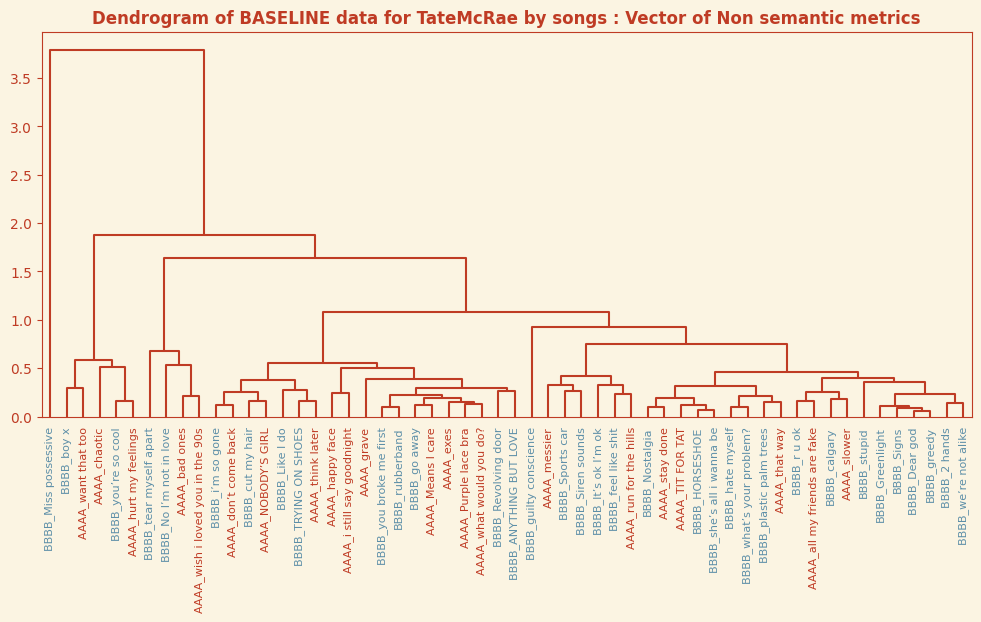 Dendrogram of BASELINE data for TateMcRae by songs : Vector of Non semantic metrics
3.5
3.0
2.5
2.0
1.5
1.0
0.5
0.0
BBBB_Miss possessive
BBBB_boy x
AAAA_want that too
AAAA_chaotic
BBBB_you're so cool
AAAA_hurt my feelings
BBBB_tear myself apart
BBBB_No I'm not in love
AAAA_bad ones
AAAA_wish i loved you in the 90s
BBBB_i'm so gone
AAAA_don't come back
BBBB_cut my hair
AAAA_NOBODY'S GIRL
BBBB_Like I do
BBBB_TRYING ON SHOES
AAAA_think later
AAAA_happy face
AAAA_i still say goodnight
AAAA_grave
BBBB_you broke me first
BBBB_rubberband
BBBB_go away
AAAA_Means I care
AAAA_exes
AAAA_Purple lace bra
AAAA_what would you do?
BBBB_Revolving door
BBBB_ANYTHING BUT LOVE
BBBB_guilty conscience
AAAA_messier
BBBB_Sports car
BBBB_Siren sounds
BBBB_It's ok I'm ok
BBBB_feel like shit
AAAA_run for the hills
BBBB_Nostalgia
AAAA_stay done
AAAA_TIT FOR TAT
BBBB_HORSESHOE
BBBB_she's all i wanna be
BBBB_hate myself
BBBB_what's your problem?
BBBB_plastic palm trees
AAAA_that way
BBBB_r u ok
AAAA_all my friends are fake
BBBB_calgary
AAAA_slower
BBBB_stupid
BBBB_Greenlight
BBBB_Signs
BBBB_Dear god
BBBB_greedy
BBBB_2 hands
BBBB_we're not alike